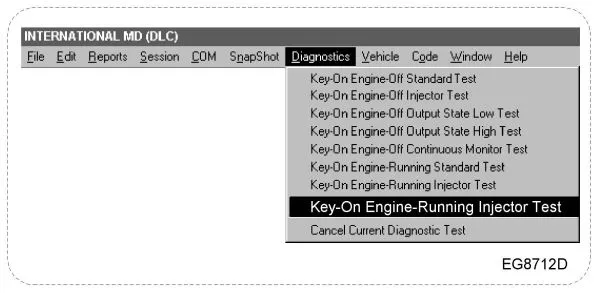 INTERNATIONAL MD (DLC)
File Edit Reports Session COM SnapShot Diagnostics Vehicle Code Window Help
Key-On Engine-Off Standard Test
Key-On Engine-Off Injector Test
Key-On Engine-Off Output State Low Test
Key-On Engine-Off Output State High Test
Key-On Engine-Off Continuous Monitor Test
Key-On Engine-Running Standard Test
Key-On Engine-Running Injector Test
Key-On Engine-Running Injector Test
Cancel Current Diagnostic Test
EG8712D